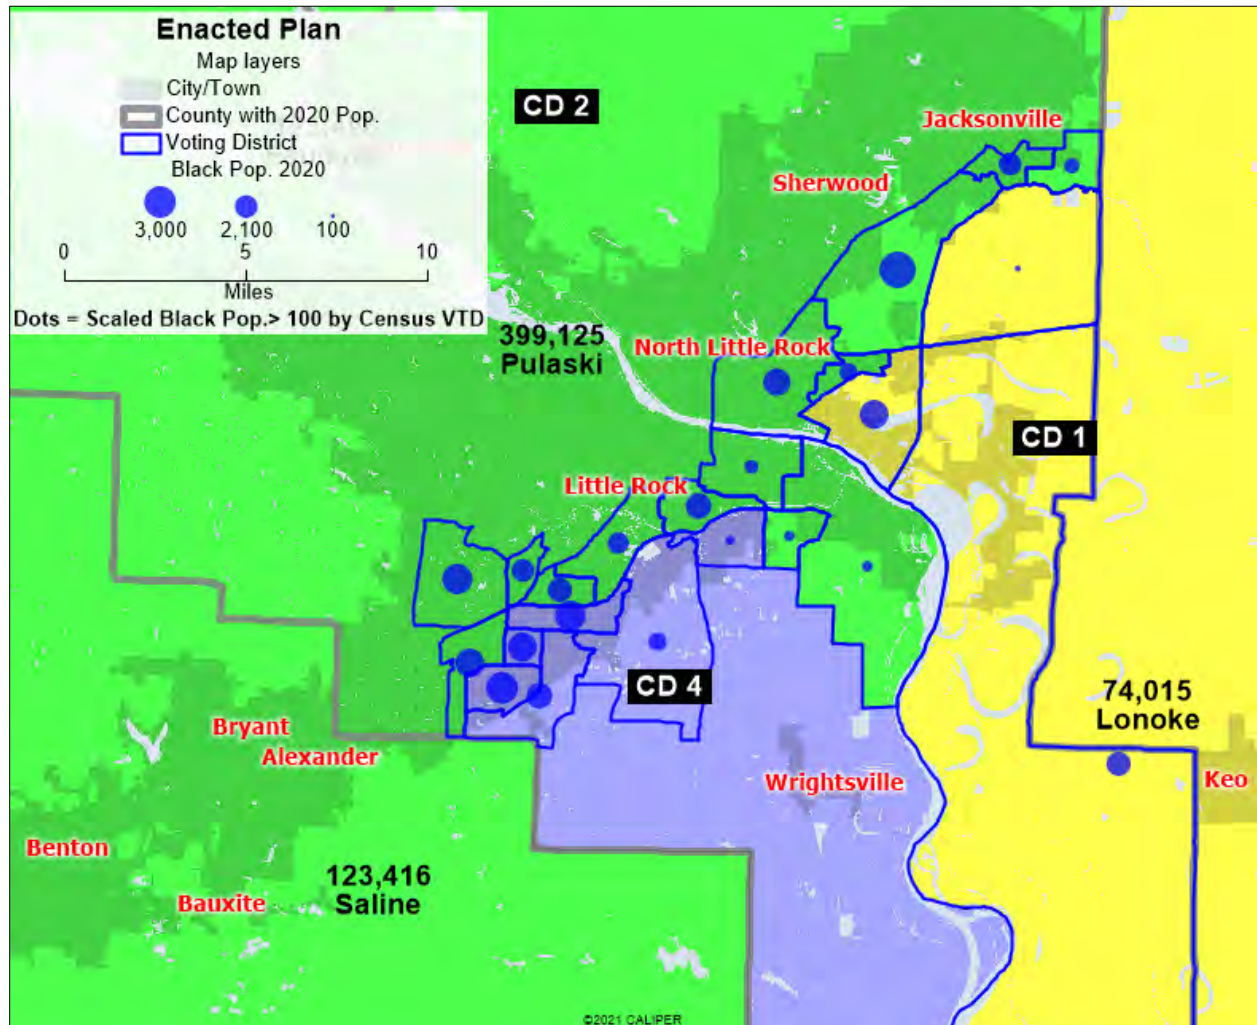 Enacted Plan
Map layers
City/Town
County with 2020 Pop.
Voting District
Black Pop. 2020
3,000 2,100 100
0 5 10
Miles
Dots = Scaled Black Pop.> 100 by Census VTD
CD 2
Jacksonville
Sherwood
399,125
Pulaski
North Little Rock
CD 1
Little Rock
CD 4
74,015
Lonoke
Bryant
Alexander
Wrightsville
Keo
Benton
123,416
Saline
Bauxite
©2021 CALIPER